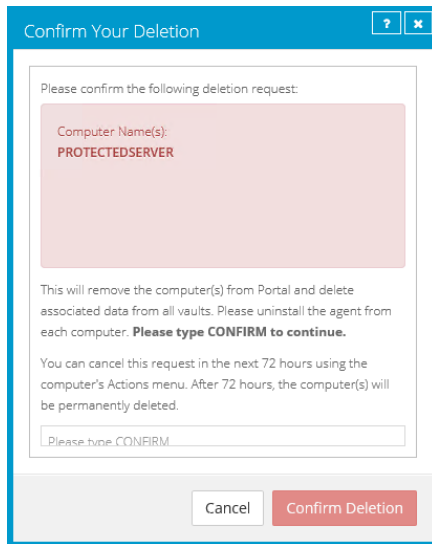 Confirm Your Deletion
? x
Please confirm the following deletion request:
Computer Name(s):
PROTECTEDSERVER
This will remove the computer(s) from Portal and delete
associated data from all vaults. Please uninstall the agent from
each computer. Please type CONFIRM to continue.
You can cancel this request in the next 72 hours using the
computer's Actions menu. After 72 hours, the computer(s) will
be permanently deleted.
Please type CONFIRM
Cancel Confirm Deletion